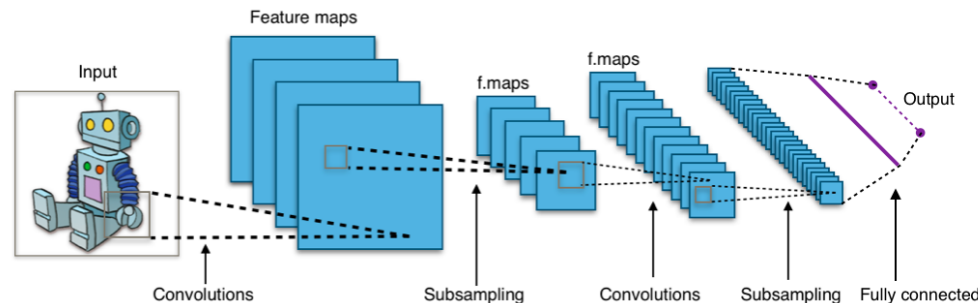 Feature maps
Input
f.maps
f.maps
Output
Convolutions
Subsampling
Convolutions
Subsampling
Fully connected